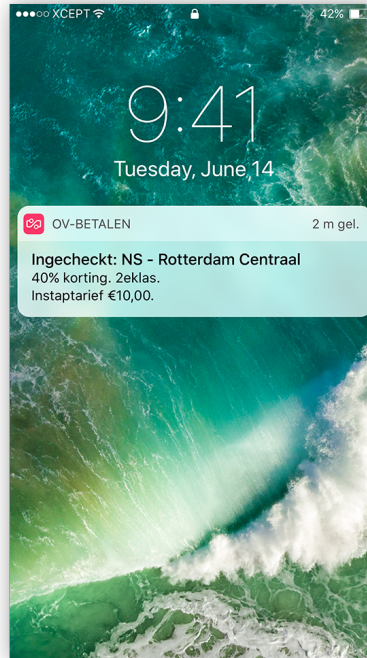 XCEPT
42%
9:41
Tuesday, June 14
OV-BETALEN 2 m gel.
Ingecheckt: NS - Rotterdam Centraal
40% korting. 2eklas.
Instaptarief €10,00.